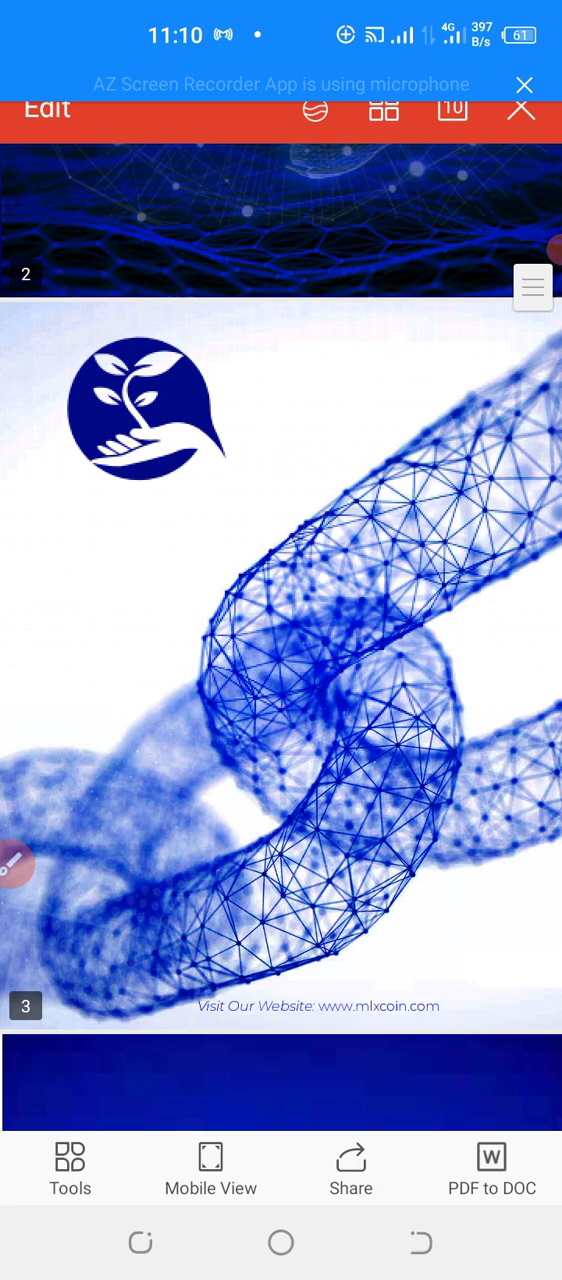 11:10
4G
397
B/s
61
AZ Screen Recorder App is using microphone
Edit
10
2
3
Visit Our Website: www.mlxcoin.com
W
Tools
Mobile View
Share
PDF to DOC